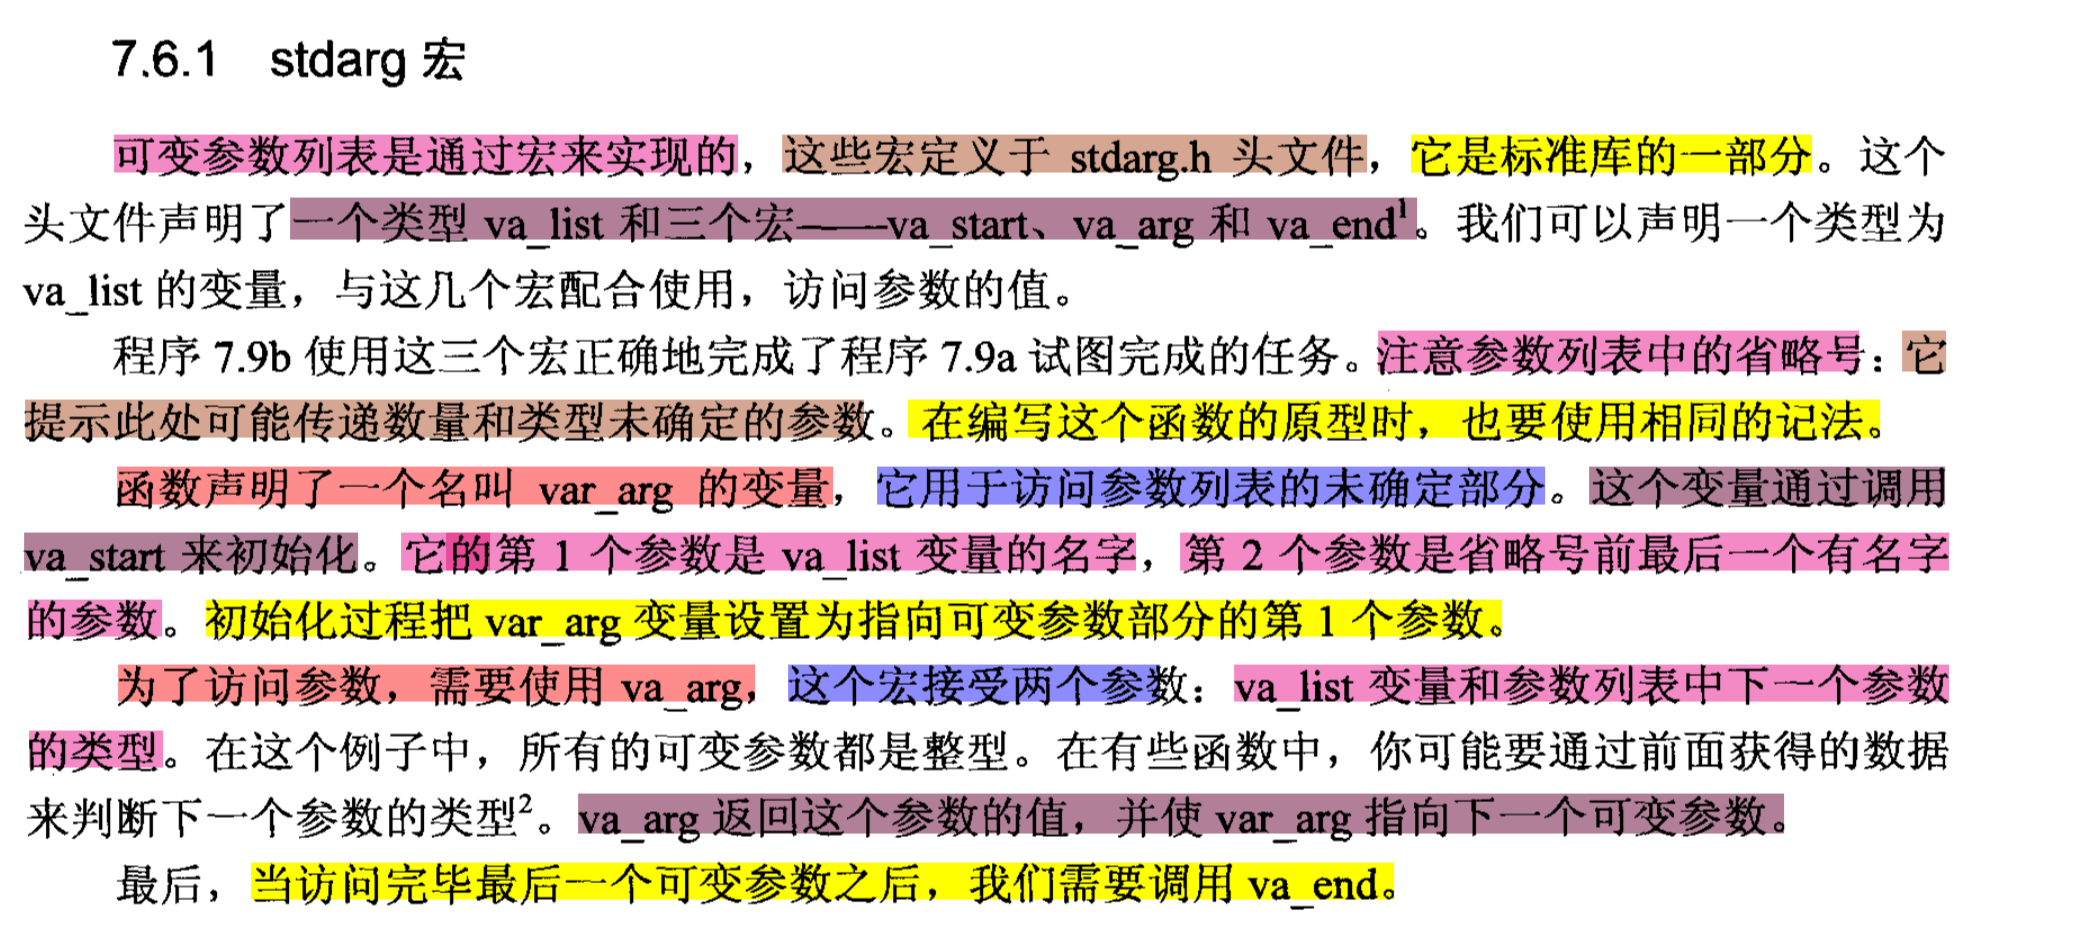 7.6.1 stdarg 宏
可变参数列表是通过宏来实现的，这些宏定义于 stdarg.h 头文件，它是标准库的一部分。这个
头文件声明了一个类型 va_list 和三个宏——va_start、va_arg 和 va_end¹。我们可以声明一个类型为
va_list 的变量，与这几个宏配合使用，访问参数的值。
程序 7.9b 使用这三个宏正确地完成了程序 7.9a 试图完成的任务。注意参数列表中的省略号：它
提示此处可能传递数量和类型未确定的参数。在编写这个函数的原型时，也要使用相同的记法。
函数声明了一个名叫 var_arg 的变量，它用于访问参数列表的未确定部分。这个变量通过调用
va_start 来初始化。它的第 1 个参数是 va_list 变量的名字，第 2 个参数是省略号前最后一个有名字
的参数。初始化过程把 var_arg 变量设置为指向可变参数部分的第 1 个参数。
为了访问参数，需要使用 va_arg，这个宏接受两个参数：va_list 变量和参数列表中下一个参数
的类型。在这个例子中，所有的可变参数都是整型。在有些函数中，你可能要通过前面获得的数据
来判断下一个参数的类型²。va_arg 返回这个参数的值，并使 var_arg 指向下一个可变参数。
最后，当访问完毕最后一个可变参数之后，我们需要调用 va_end。